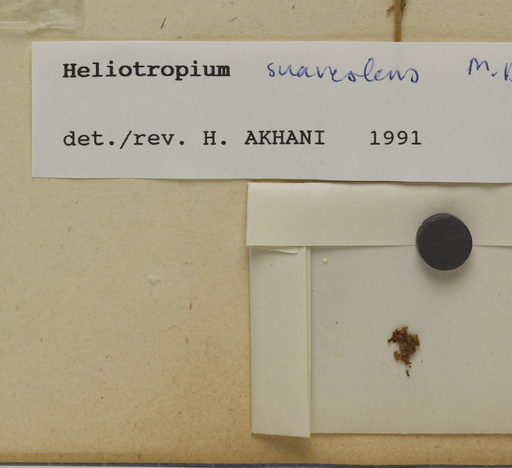 Heliotropium suaveolens M.
det./rev. H. AKHANI 1991